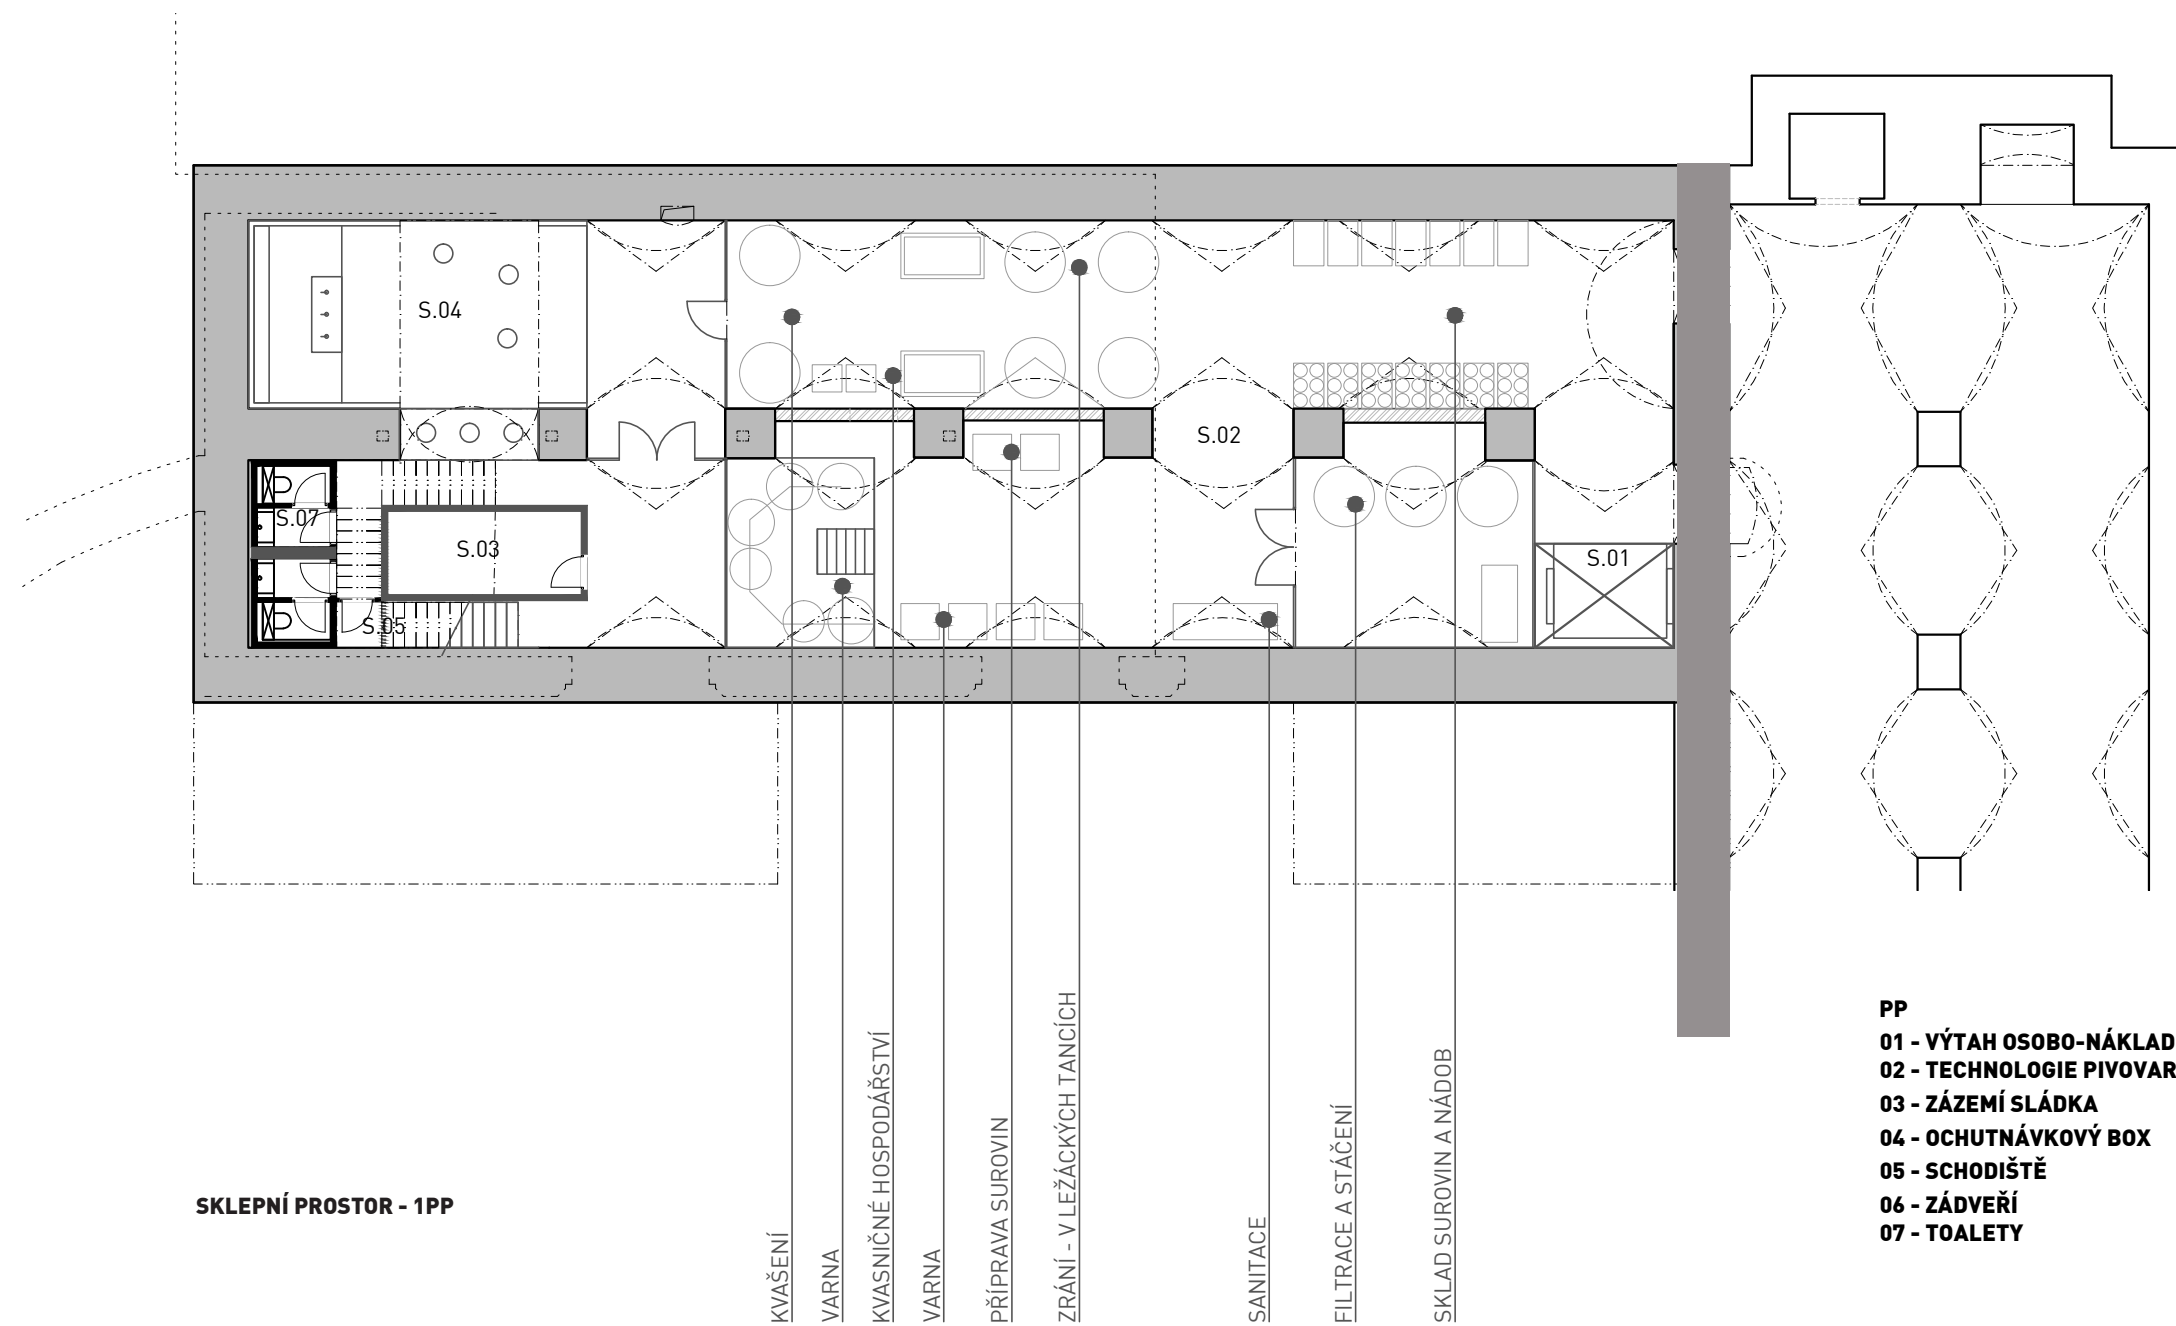 S.04
S.02
S.07
S.03
S.01
S.05
KVAŠENÍ
VARNA
KVASNIČNÉ HOSPODÁŘSTVÍ
VARNA
PŘÍPRAVA SUROVIN
ZRÁNÍ - V LEŽÁCKÝCH TANCÍCH
SANITACE
FILTRACE A STÁČENÍ
SKLAD SUROVIN A NÁDOB
SKLEPNÍ PROSTOR - 1PP
PP
01 - VÝTAH OSOBO-NÁKLAD
02 - TECHNOLOGIE PIVOVAR
03 - ZÁZEMÍ SLÁDKA
04 - OCHUTNÁVKOVÝ BOX
05 - SCHODIŠTĚ
06 - ZÁDVEŘÍ
07 - TOALETY